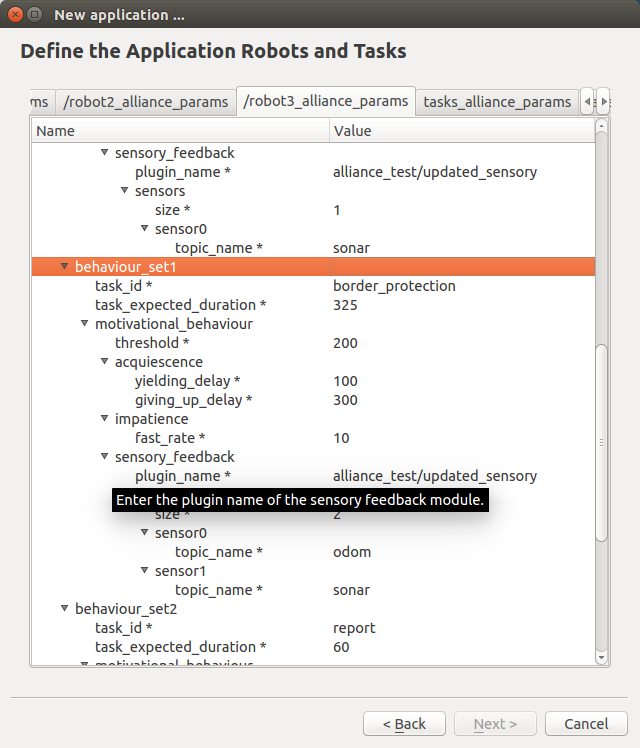 New application ...
Define the Application Robots and Tasks
ms /robot2_alliance_params /robot3_alliance_params tasks_alliance_params
Name Value
sensory_feedback
plugin_name * alliance_test/updated_sensory
sensors
size * 1
sensor0
topic_name * sonar
behaviour_set1
task_id * border_protection
task_expected_duration * 325
motivational_behaviour
threshold * 200
acquiescence
yielding_delay * 100
giving_up_delay * 300
impatience
fast_rate * 10
sensory_feedback
plugin_name * alliance_test/updated_sensory
Enter the plugin name of the sensory feedback module.
size * 2
sensor0
topic_name * odom
sensor1
topic_name * sonar
behaviour_set2
task_id * report
task_expected_duration * 60
motivational_behaviour
< Back Next > Cancel